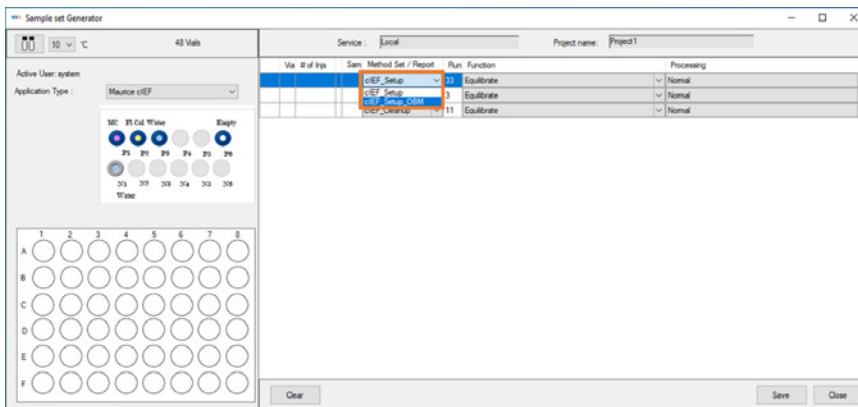 Sample set Generator
10 °C 48 Vials
Service : Local Project name: Project1
Active User: system
Application Type : Maurice cIEF
Via # of Injs Sam Method Set / Report Run Function Processing
cIEF_Setup 33 Equilibrate Normal
cIEF_Setup 3 Equilibrate Normal
cIEF_Setup_OBM
cIEF_Cleanup 11 Equilibrate Normal
MC Fl Cal Water Empty
P1 P2 P3 P4 P5 P6
N1 N2 N3 N4 N5 N6
Water
1 2 3 4 5 6 7 8
A
B
C
D
E
F
Clear Save Close